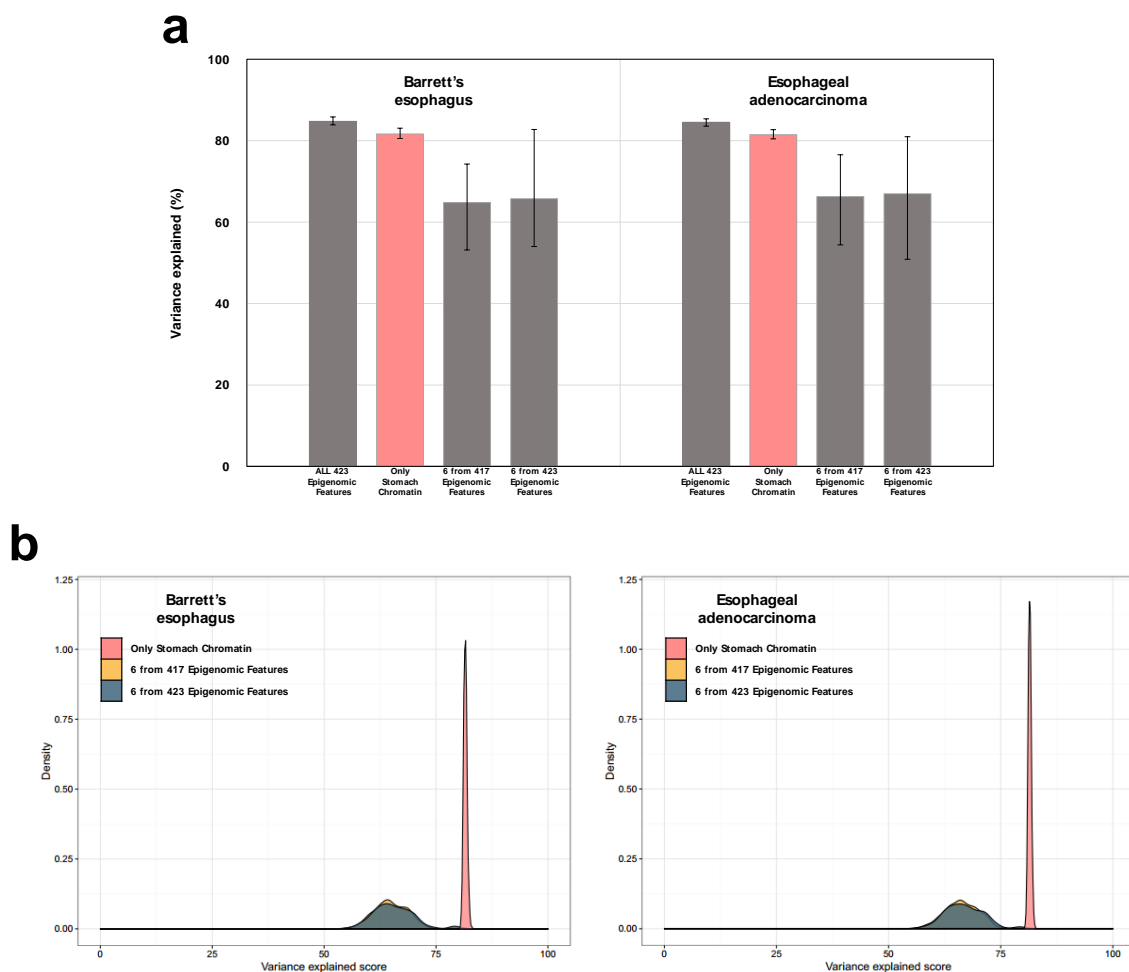 a
100
80
60
40
20
0
Variance explained (%)
Barrett's
esophagus
Esophageal
adenocarcinoma
ALL 423
Epigenomic
Features
Only
Stomach
Chromatin
6 from 417
Epigenomic
Features
6 from 423
Epigenomic
Features
ALL 423
Epigenomic
Features
Only
Stomach
Chromatin
6 from 417
Epigenomic
Features
6 from 423
Epigenomic
Features
b
1.25
1.00
0.75
0.50
0.25
0.00
Density
Barrett's
esophagus
Only Stomach Chromatin
6 from 417 Epigenomic Features
6 from 423 Epigenomic Features
0 25 50 75 100
Variance explained score
1.25
1.00
0.75
0.50
0.25
0.00
Density
Esophageal
adenocarcinoma
Only Stomach Chromatin
6 from 417 Epigenomic Features
6 from 423 Epigenomic Features
0 25 50 75 100
Variance explained score